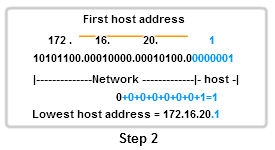 First host address
172 . 16. 20. 1
10101100.00010000.00010100.00000001
|--------------Network -------------|- host -|
0+0+0+0+0+0+0+1=1
Lowest host address = 172.16.20.1
Step 2